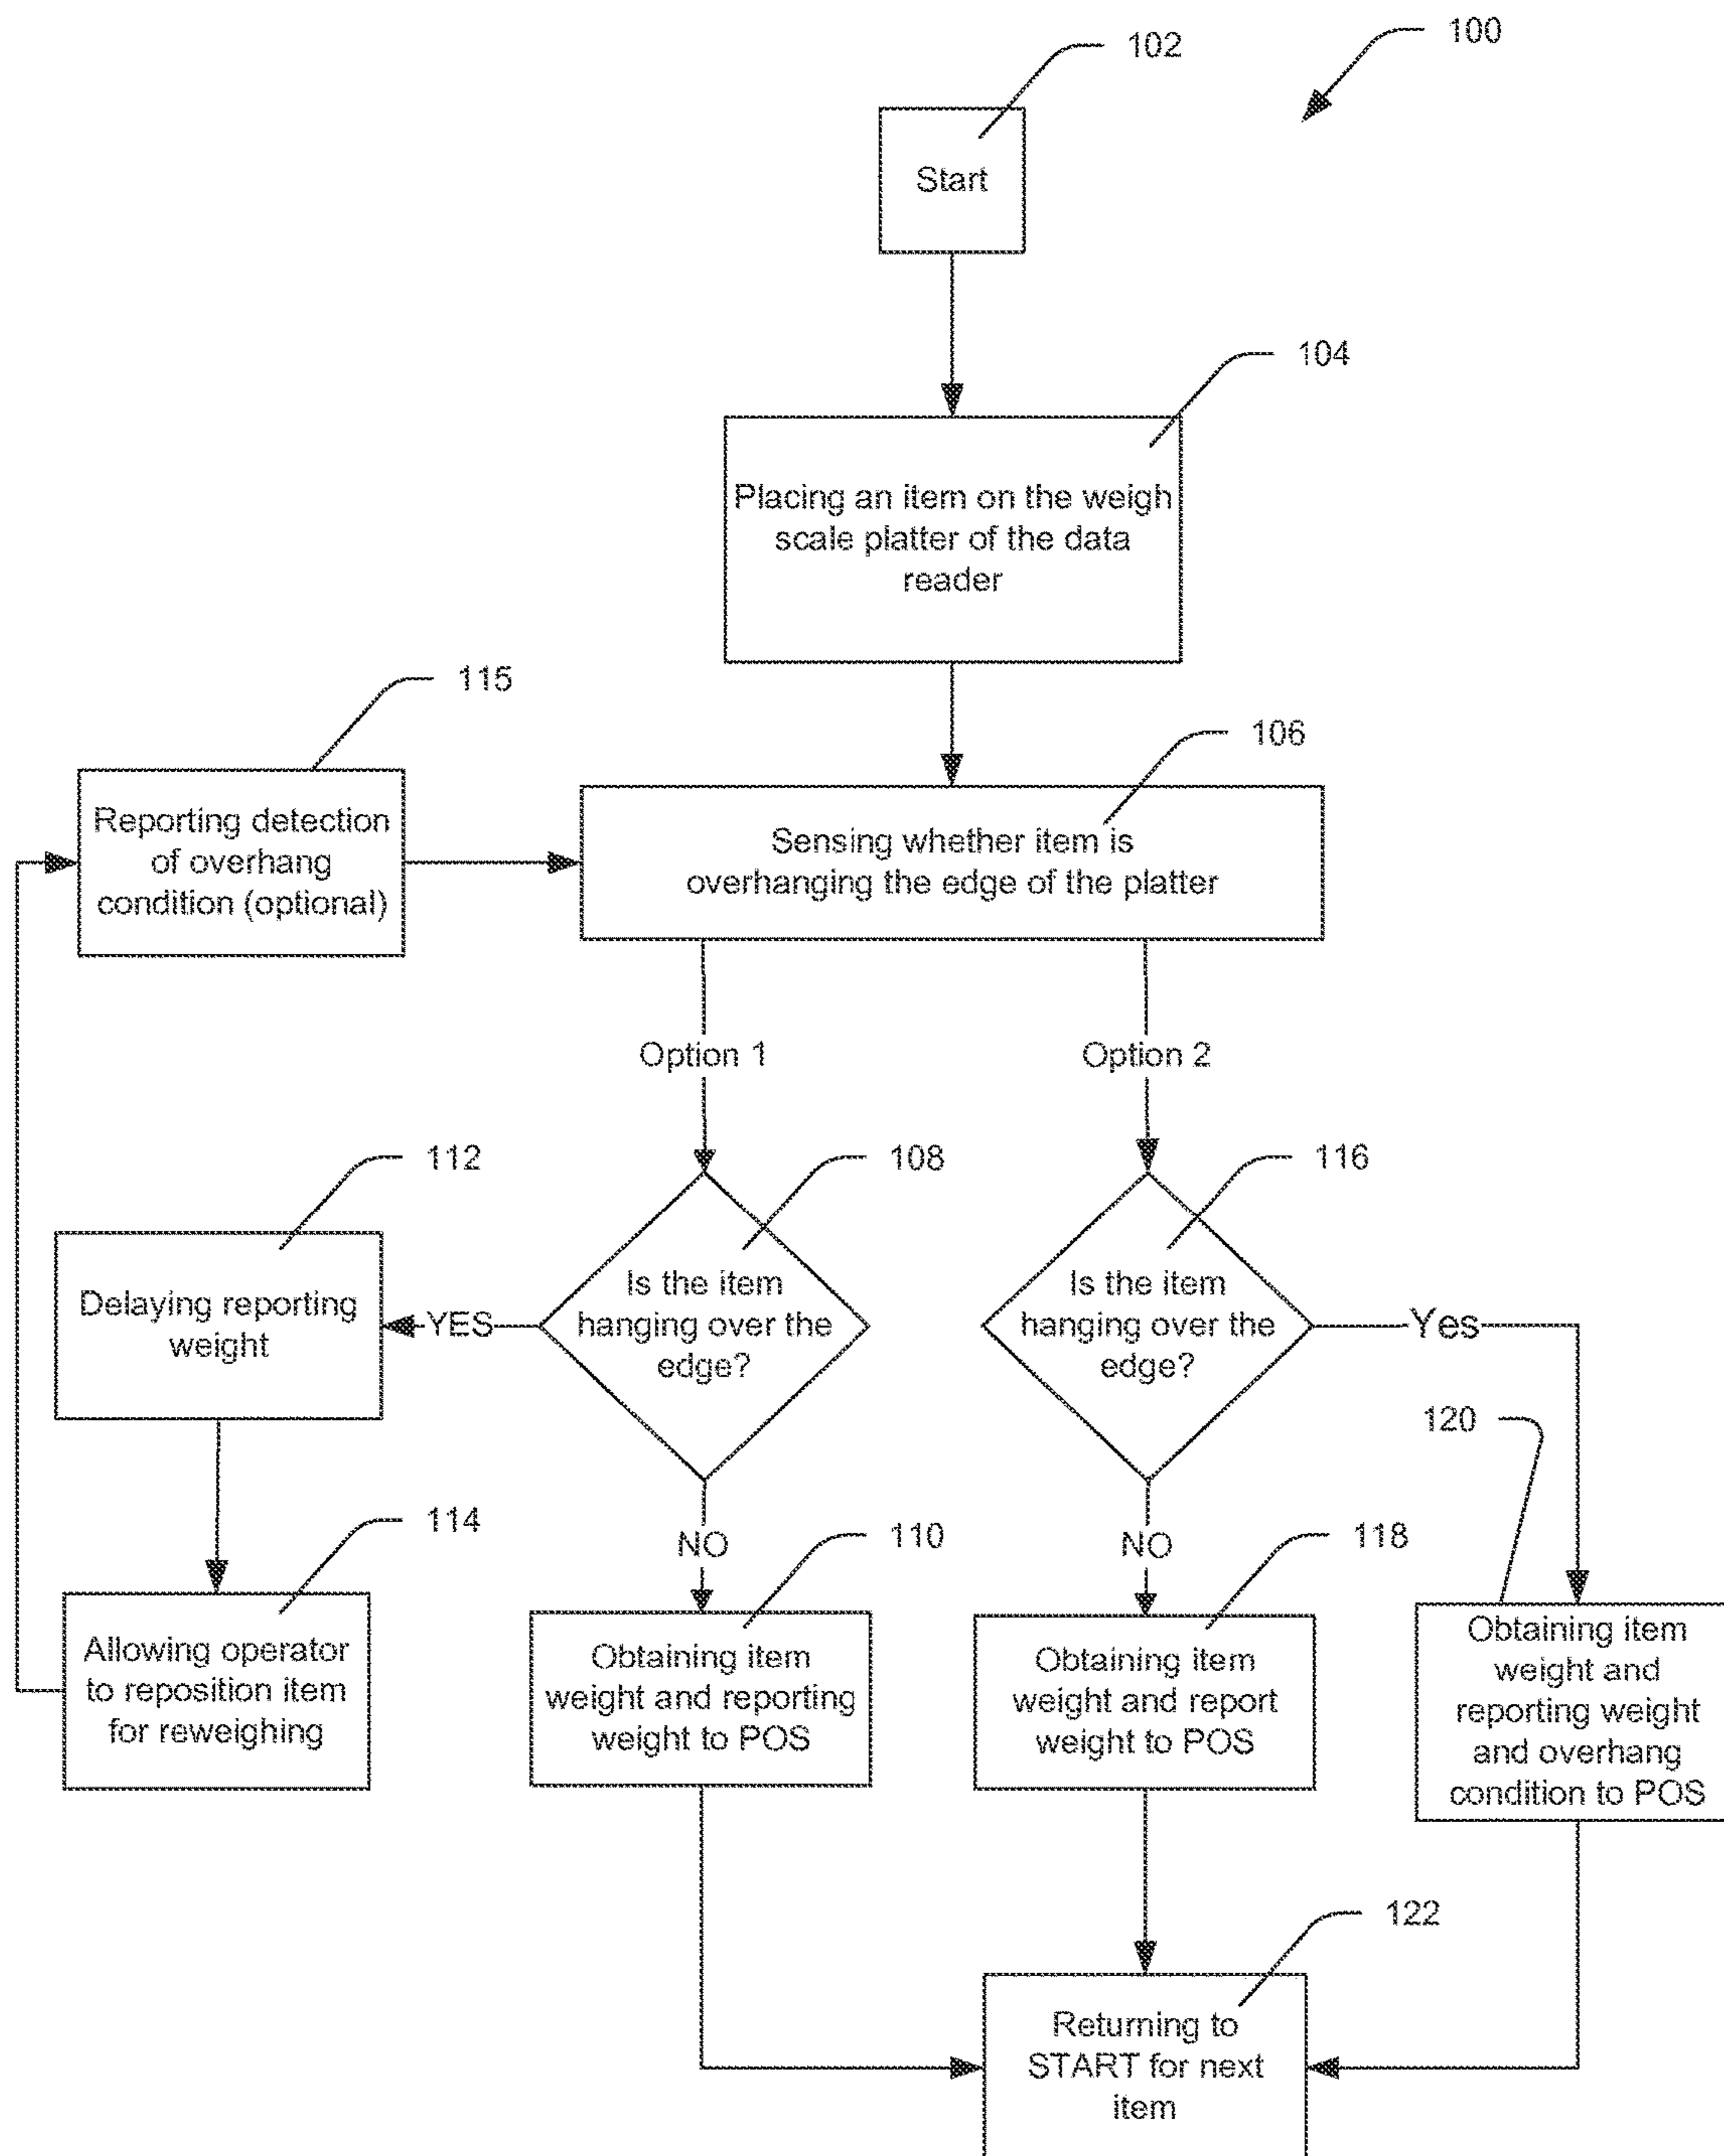 100
102
Start
104
Placing an item on the weigh
scale platter of the data
reader
115
Reporting detection
of overhang
condition (optional)
106
Sensing whether item is
overhanging the edge of the platter
Option 1
Option 2
112
Delaying reporting
weight
YES
108
Is the item
hanging over the
edge?
116
Is the item
hanging over the
edge?
Yes
120
114
Allowing operator
to reposition item
for reweighing
NO
110
Obtaining item
weight and reporting
weight to POS
NO
118
Obtaining item
weight and report
weight to POS
Obtaining item
weight and
reporting weight
and overhang
condition to POS
122
Returning to
START for next
item